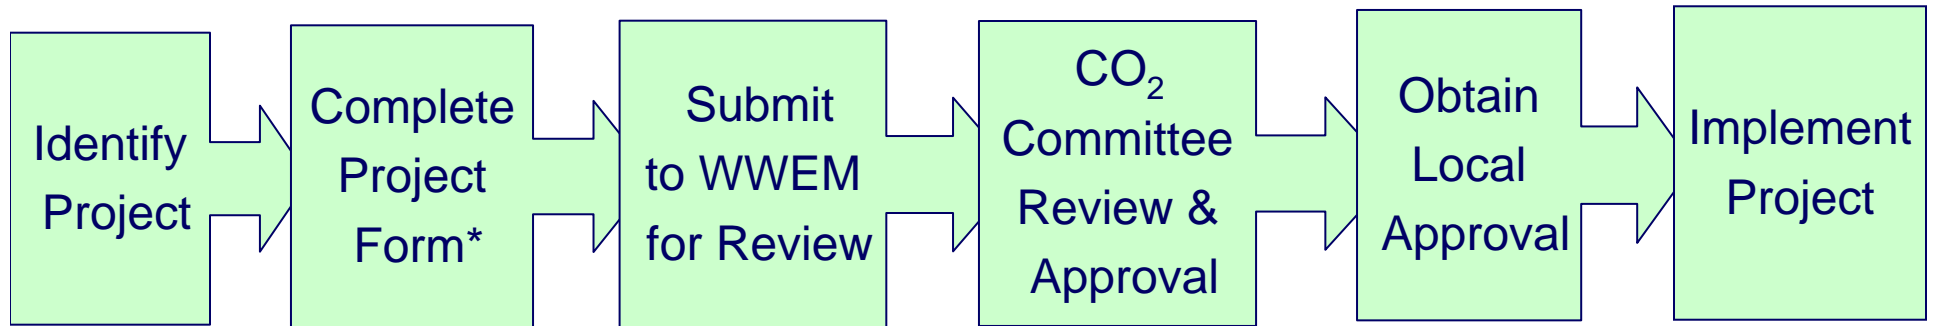 Identify
Project
Complete
Project
Form*
Submit
to WWEM
for Review
CO₂
Committee
Review &
Approval
Obtain
Local
Approval
Implement
Project